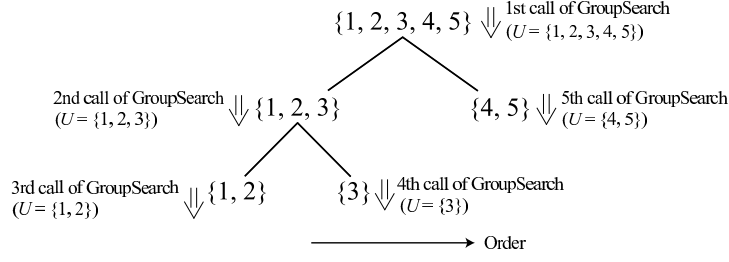 {1, 2, 3, 4, 5}
1st call of GroupSearch
(U = {1, 2, 3, 4, 5})
2nd call of GroupSearch
(U = {1, 2, 3})
{1, 2, 3}
{4, 5}
5th call of GroupSearch
(U = {4, 5})
3rd call of GroupSearch
(U = {1, 2})
{1, 2}
{3}
4th call of GroupSearch
(U = {3})
Order